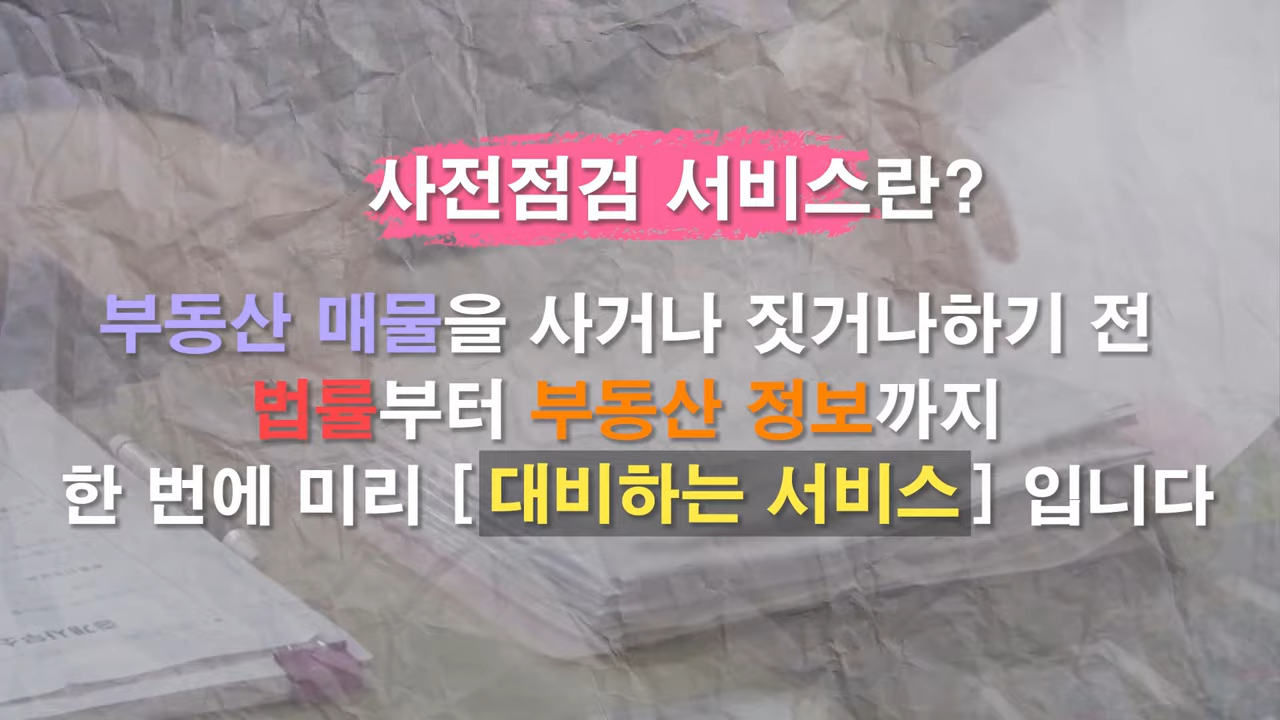 사전점검 서비스란?
부동산 매물을 사거나 짓거나하기 전
법률부터 부동산 정보까지
한 번에 미리 [대비하는 서비스] 입니다